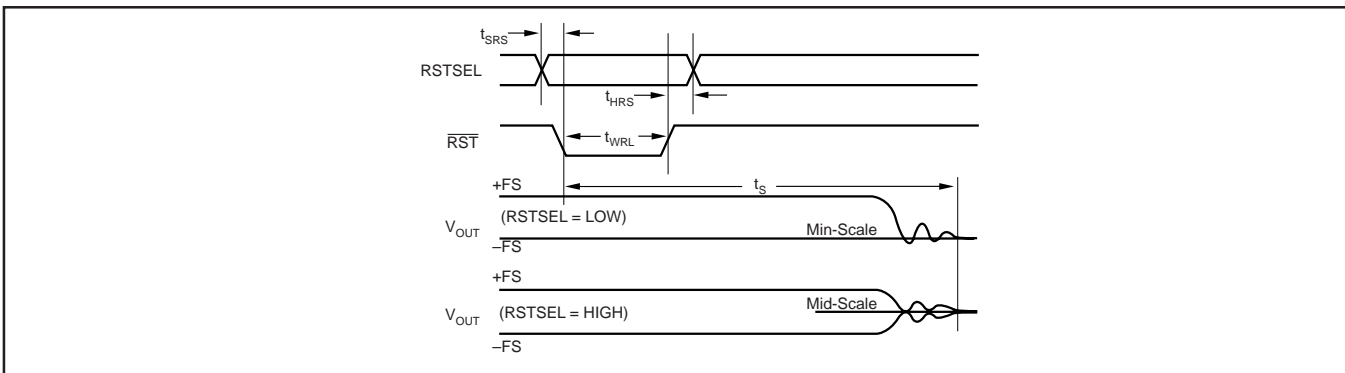 tSRS
RSTSEL
tHRS
RST
tWRL
+FS
tS
(RSTSEL = LOW)
VOUT
Min-Scale
–FS
+FS
Mid-Scale
VOUT
(RSTSEL = HIGH)
–FS